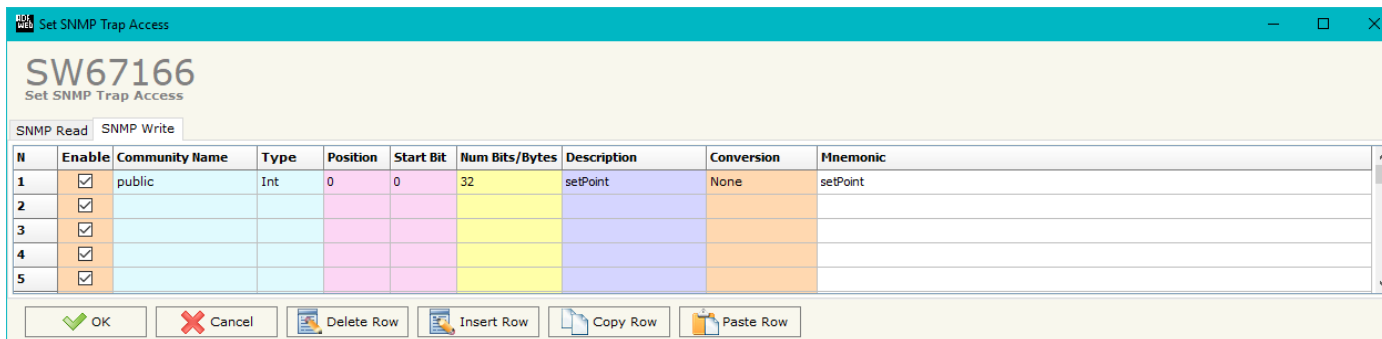 ADF
WEB Set SNMP Trap Access
SW67166
Set SNMP Trap Access
SNMP Read SNMP Write
N Enable Community Name Type Position Start Bit Num Bits/Bytes Description Conversion Mnemonic
1 public Int 0 0 32 setPoint None setPoint
2
3
4
5
OK Cancel Delete Row Insert Row Copy Row Paste Row